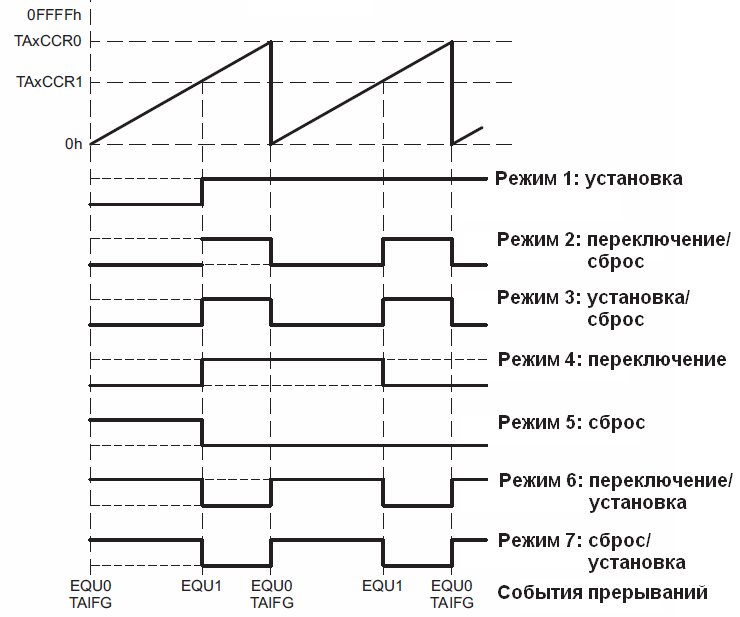 0FFFFh
TAxCCR0
TAxCCR1
0h
Режим 1: установка
Режим 2: переключение/
сброс
Режим 3: установка/
сброс
Режим 4: переключение
Режим 5: сброс
Режим 6: переключение/
установка
Режим 7: сброс/
установка
EQU0 EQU1 EQU0 EQU1 EQU0 События прерываний
TAIFG TAIFG TAIFG